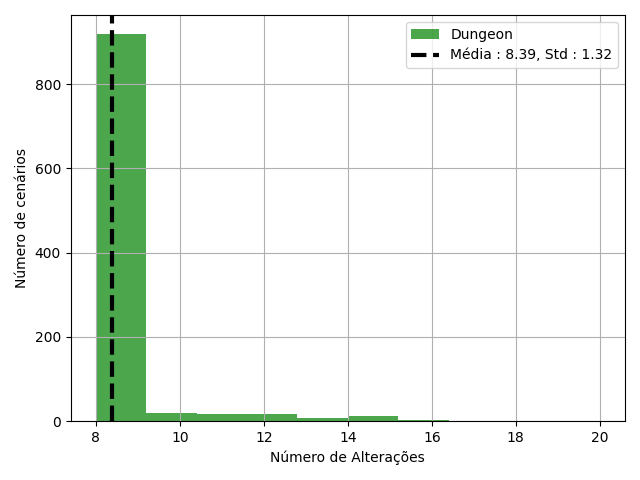 Dungeon
Média : 8.39, Std : 1.32
800
600
400
200
0
8 10 12 14 16 18 20
Número de cenários
Número de Alterações